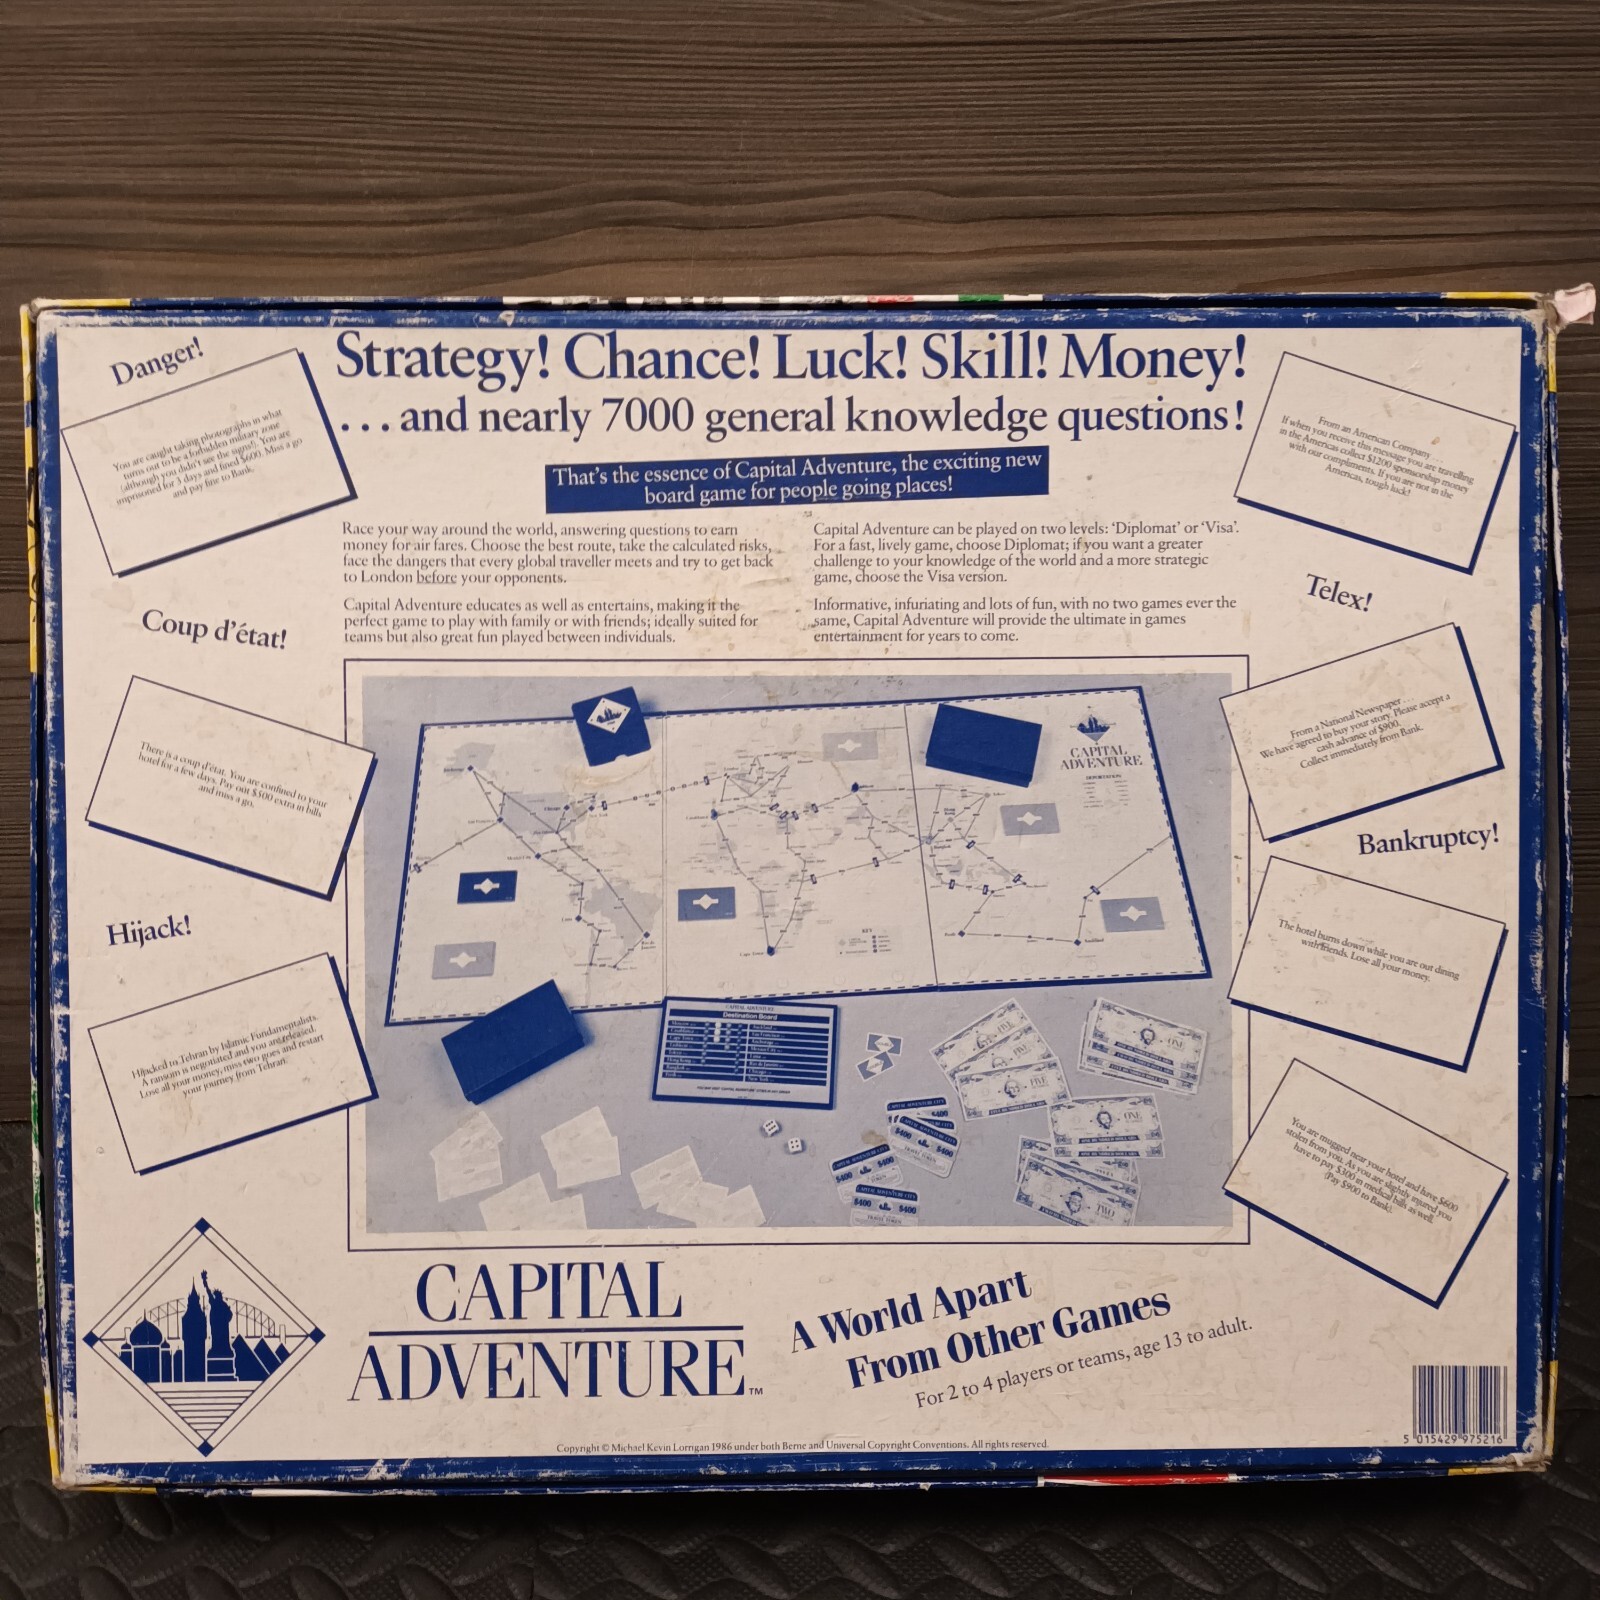 Strategy! Chance! Luck! Skill! Money!
...and nearly 7000 general knowledge questions!
That's the essence of Capital Adventure, the exciting new
board game for people going places!
Race your way around the world, answering questions to earn
money for air fares. Choose the best route, take the calculated risks,
face the dangers that every global traveller meets and try to get back
to London before your opponents.
Capital Adventure educates as well as entertains, making it the
perfect game to play with family or with friends; ideally suited for
teams but also great fun played between individuals.
Capital Adventure can be played on two levels: 'Diplomat' or 'Visa'.
For a fast, lively game, choose Diplomat; if you want a greater
challenge to your knowledge of the world and a more strategic
game, choose the Visa version.
Informative, infuriating and lots of fun, with no two games ever the
same, Capital Adventure will provide the ultimate in games
entertainment for years to come.
Danger!
You are caught taking photographs in what
turns out to be a forbidden military zone
(although you didn't see the signs!). You are
imprisoned for 3 days and fined $600. Miss a go
and pay fine to Bank.
Coup d'état!
There is a coup d'état. You are confined to your
hotel for a few days. Pay out $500 extra in bills
and miss a go.
Hijack!
Hijacked to Tehran by Islamic Fundamentalists.
A ransom is negotiated and you are released.
Lose all your money, miss two goes and restart
your journey from Tehran.
From an American Company...
If when you receive this message you are travelling
in the Americas collect $1200 sponsorship money
with our compliments. If you are not in the
Americas, tough luck!
Telex!
From a National Newspaper...
We have agreed to buy your story. Please accept a
cash advance of $900.
Collect immediately from Bank.
Bankruptcy!
The hotel burns down while you are out dining
with friends. Lose all your money.
You are mugged near your hotel and have $600
stolen from you. As you are slightly injured you
have to pay $300 in medical bills as well.
(Pay $900 to Bank).
CAPITAL
ADVENTURE
KEY
CAPITAL ADVENTURE
Destination Board
FIVE
ONE
TWO
CAPITAL ADVENTURE CITY
$400
$400
CAPITAL
ADVENTURE™
A World Apart
From Other Games
For 2 to 4 players or teams, age 13 to adult.
Copyright © Michael Kevin Lorrigan 1986 under both Berne and Universal Copyright Conventions. All rights reserved.
5 015429 975216